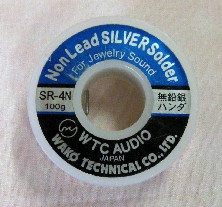 Non Lead SILVER Solder
For Jewelry Sound
SR-4N
100g
無鉛銀
ハンダ
WTC AUDIO
JAPAN
WAKO TECHNICAL CO., LTD.